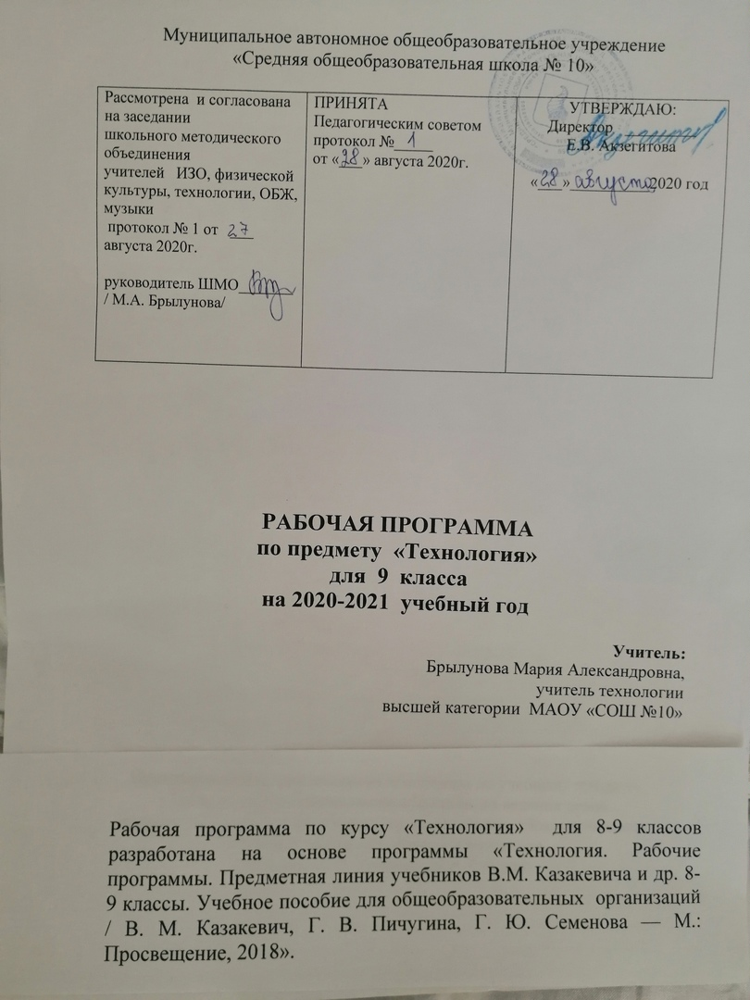 Муниципальное автономное общеобразовательное учреждение
«Средняя общеобразовательная школа № 10»
Рассмотрена и согласована
на заседании
школьного методического
объединения
учителей ИЗО, физической
культуры, технологии, ОБЖ,
музыки
протокол № 1 от 27
августа 2020г.
руководитель ШМО
/ М.А. Брылунова/
ПРИНЯТА
Педагогическим советом
протокол № 1
от «28» августа 2020г.
УТВЕРЖДАЮ:
Директор
Е.В. Акзегитова
«28» августа 2020 год
РАБОЧАЯ ПРОГРАММА
по предмету «Технология»
для 9 класса
на 2020-2021 учебный год
Учитель:
Брылунова Мария Александровна,
учитель технологии
высшей категории МАОУ «СОШ №10»
Рабочая программа по курсу «Технология» для 8-9 классов
разработана на основе программы «Технология. Рабочие
программы. Предметная линия учебников В.М. Казакевича и др. 8-
9 классы. Учебное пособие для общеобразовательных организаций
/ В. М. Казакевич, Г. В. Пичугина, Г. Ю. Семенова — М.:
Просвещение, 2018».